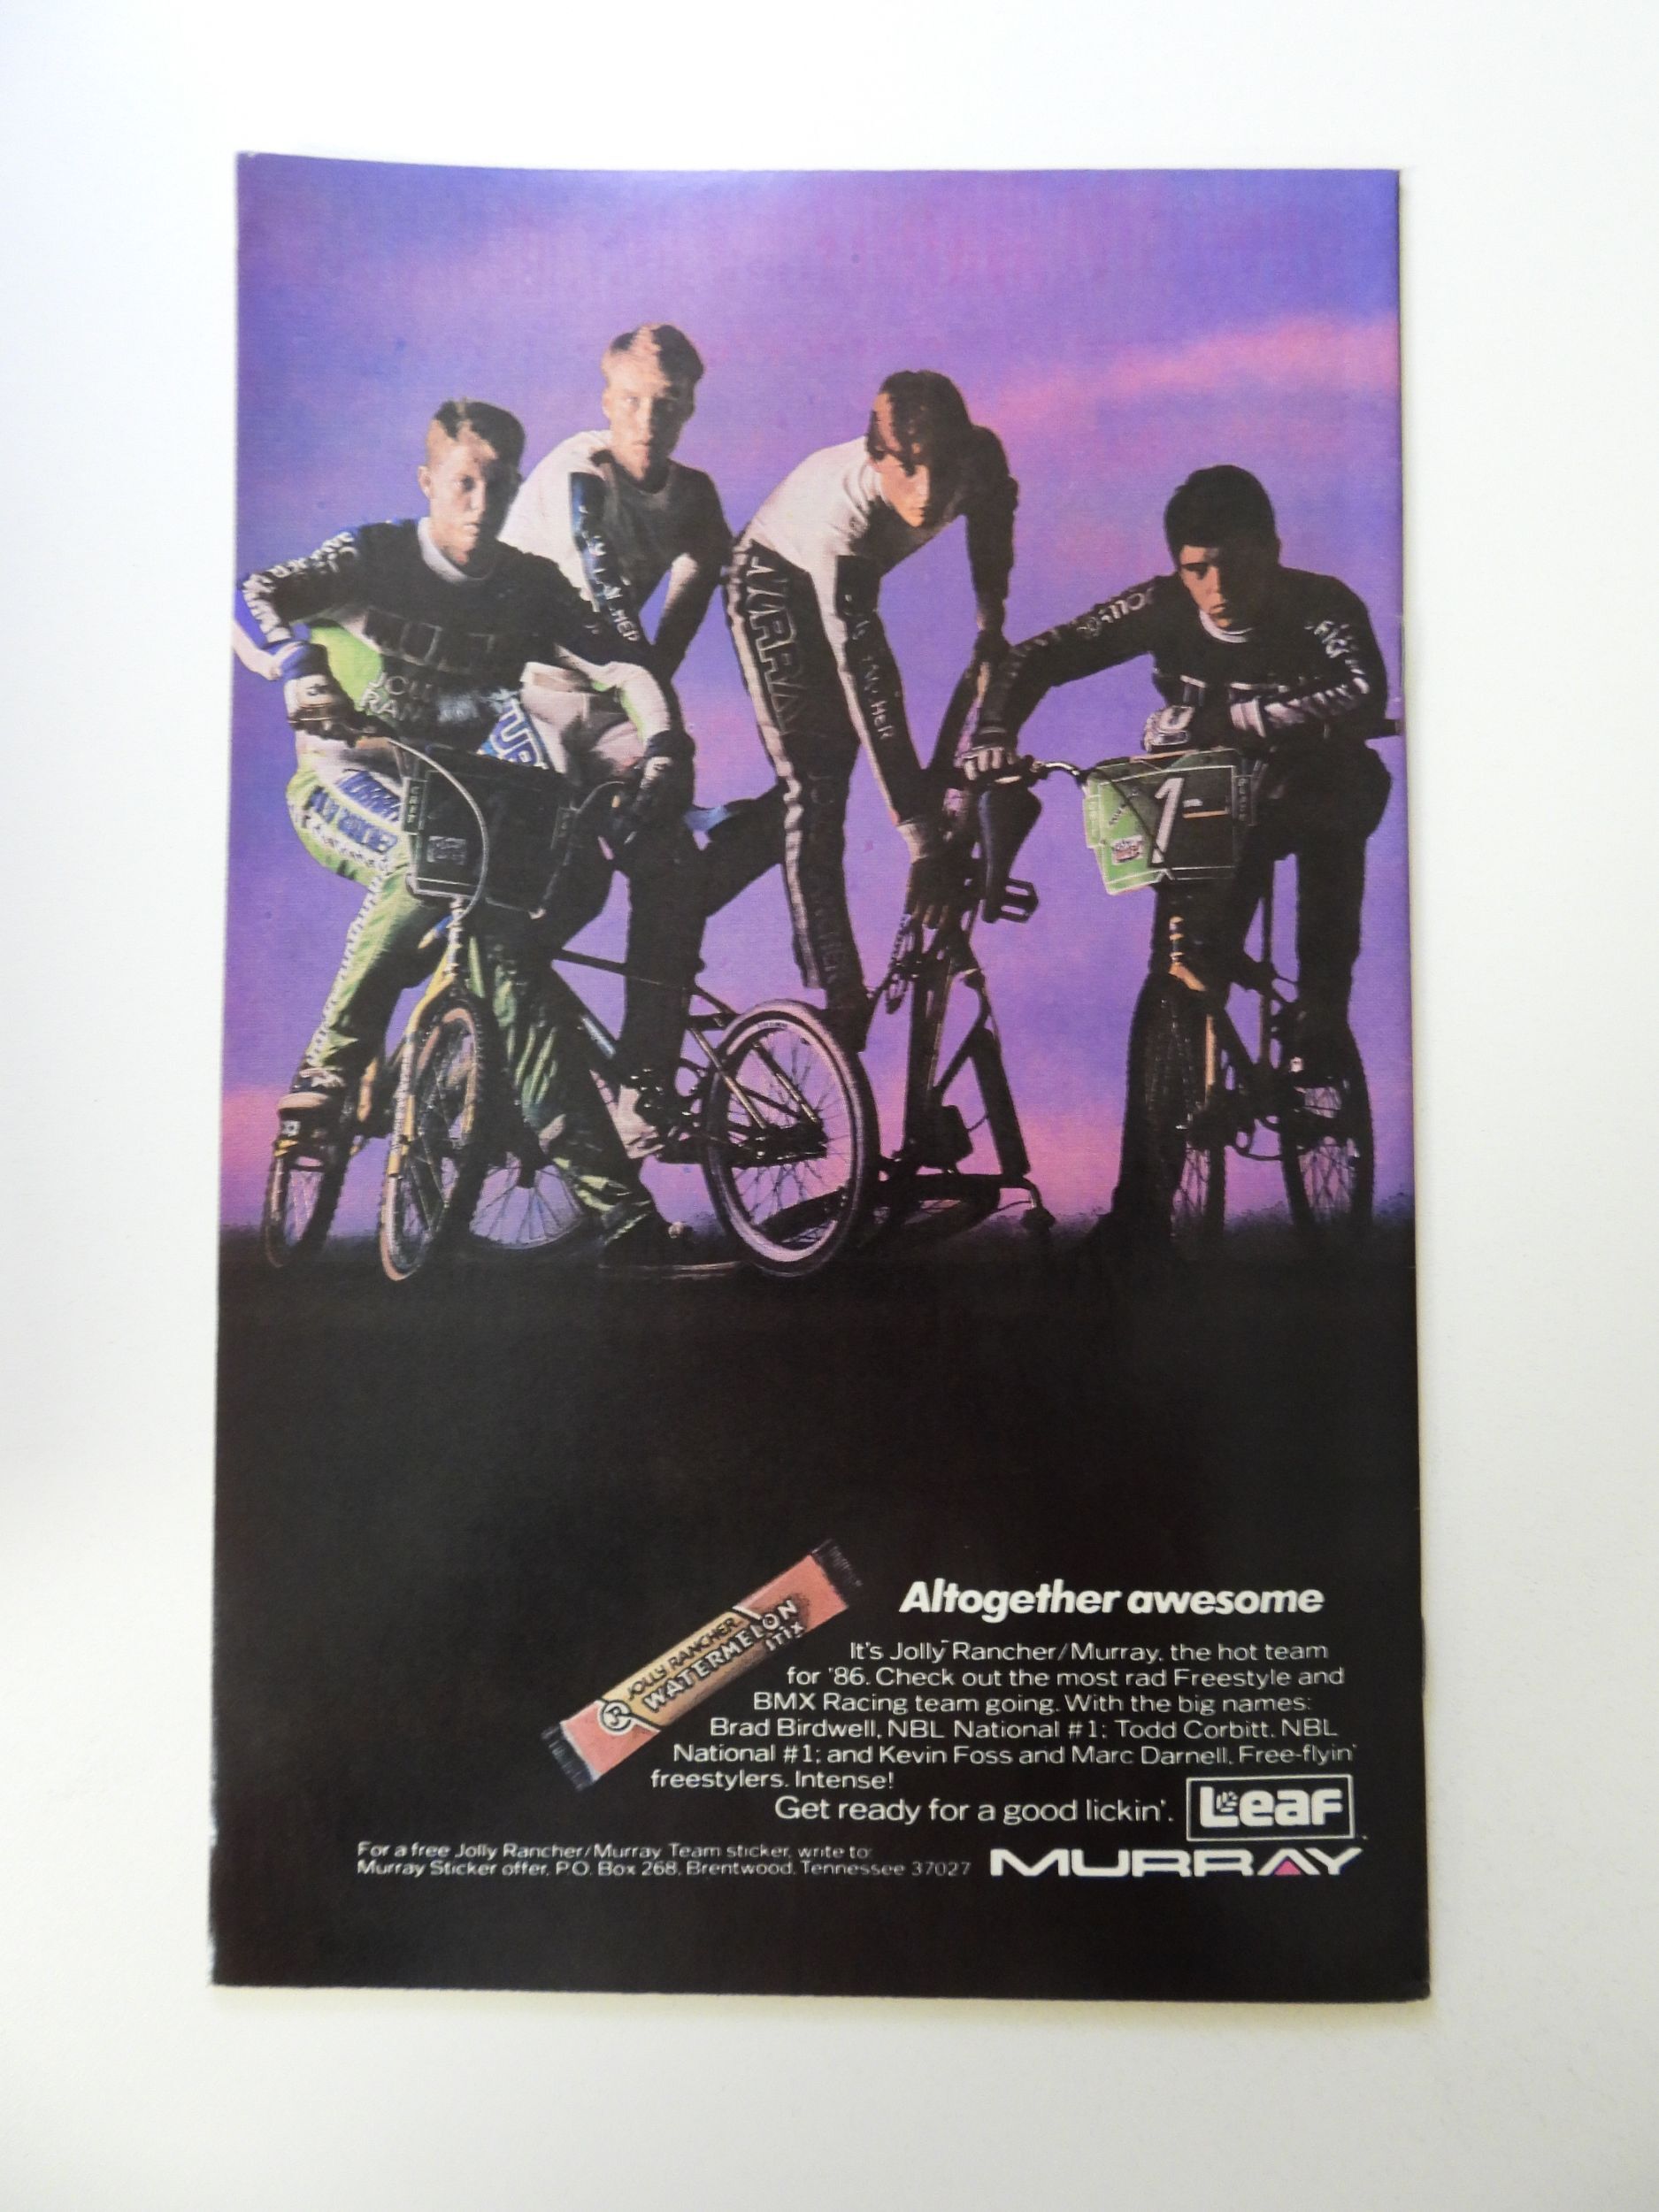 MURRAY
1
JOLLY RANCHER
WATERMELON
STIX
Altogether awesome
It's Jolly Rancher/Murray, the hot team
for '86. Check out the most rad Freestyle and
BMX Racing team going. With the big names:
Brad Birdwell, NBL National #1; Todd Corbitt, NBL
National #1; and Kevin Foss and Marc Darnell, Free-flyin'
freestylers. Intense!
Get ready for a good lickin'.
Leaf
For a free Jolly Rancher/Murray Team sticker, write to:
Murray Sticker offer, P.O. Box 268, Brentwood, Tennessee 37027
MURRAY